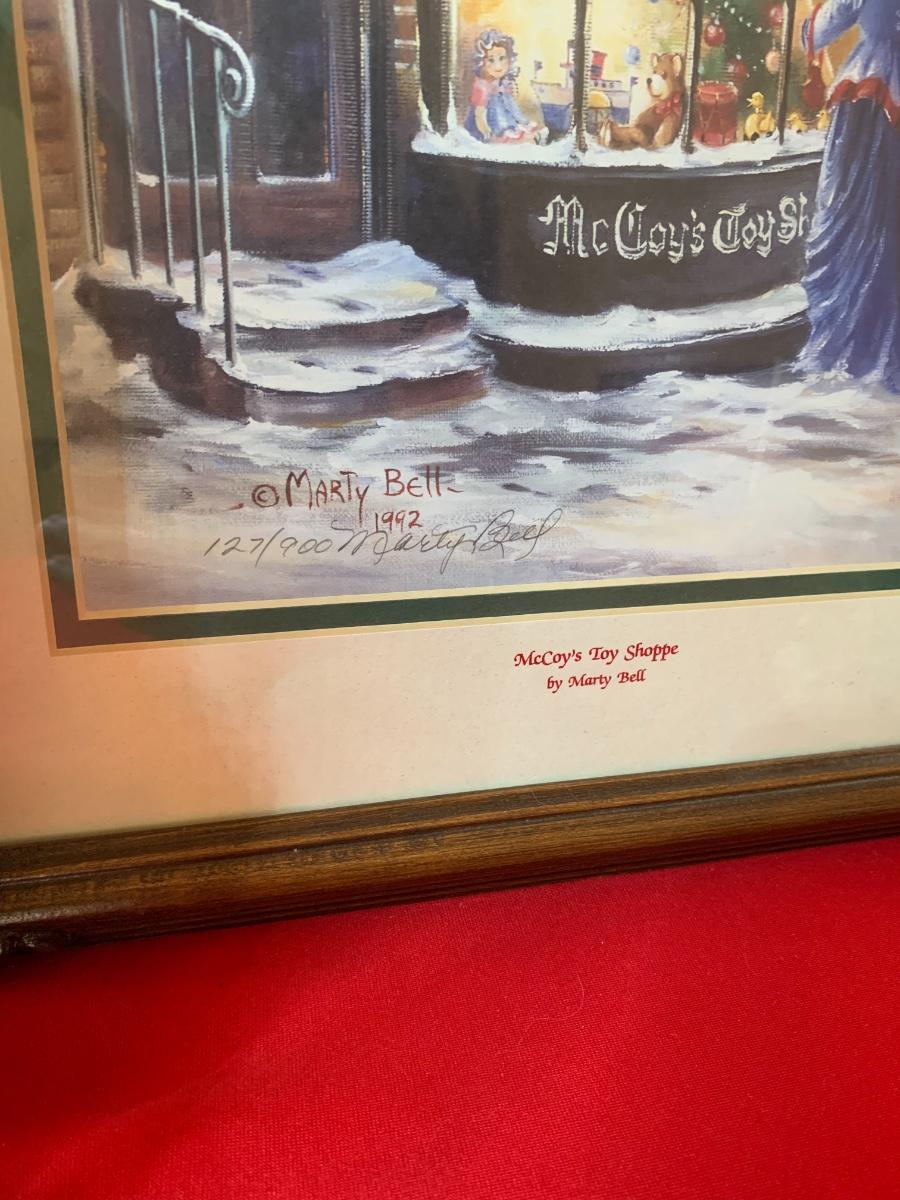 McCoy's Toy Sh
© Marty Bell
1992
127/900 Marty Bell
McCoy's Toy Shoppe
by Marty Bell